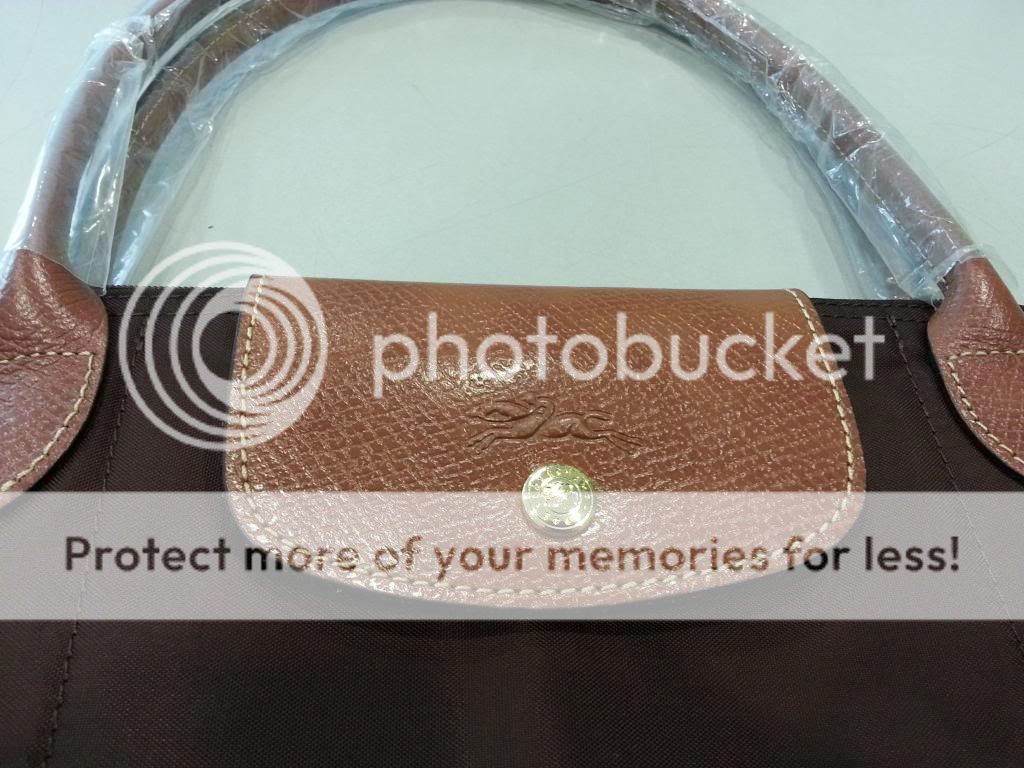 photobucket
Protect more of your memories for less!